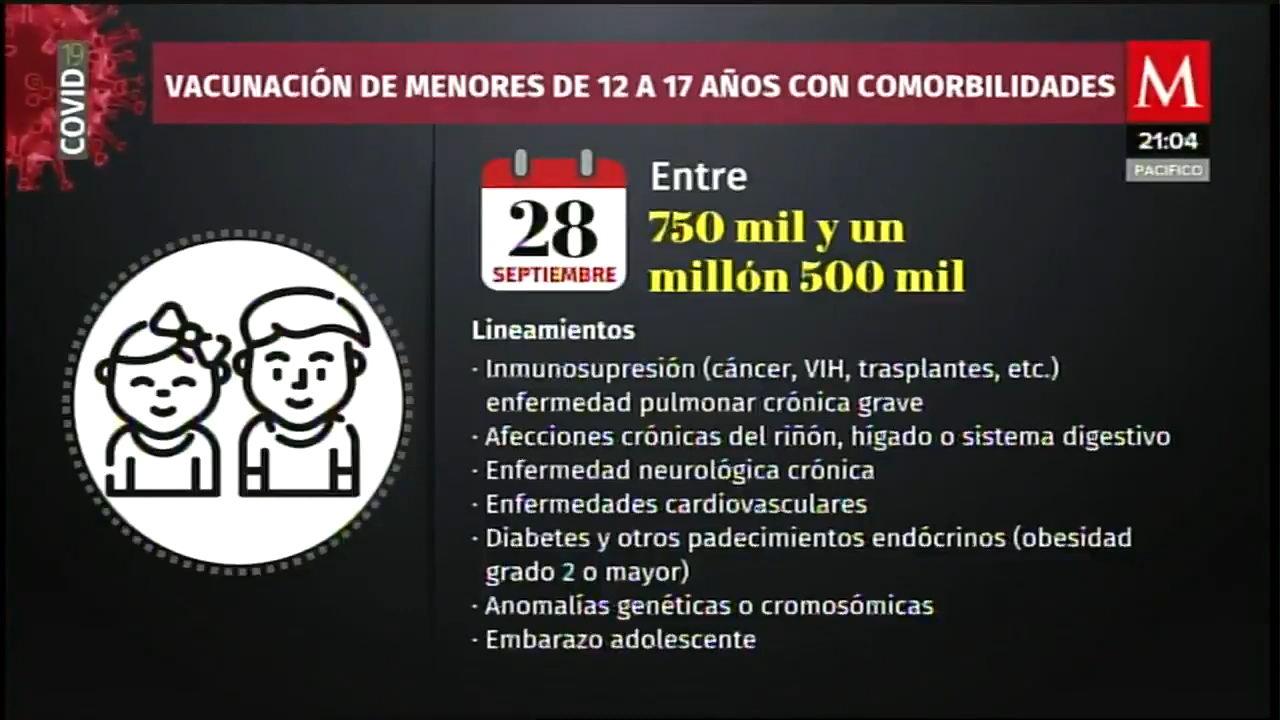 COVID 19
VACUNACIÓN DE MENORES DE 12 A 17 AÑOS CON COMORBILIDADES
M
21:04
PACIFICO
28
SEPTIEMBRE
Entre
750 mil y un
millón 500 mil
Lineamientos
· Inmunosupresión (cáncer, VIH, trasplantes, etc.)
enfermedad pulmonar crónica grave
· Afecciones crónicas del riñón, hígado o sistema digestivo
· Enfermedad neurológica crónica
· Enfermedades cardiovasculares
· Diabetes y otros padecimientos endócrinos (obesidad
grado 2 o mayor)
· Anomalías genéticas o cromosómicas
· Embarazo adolescente